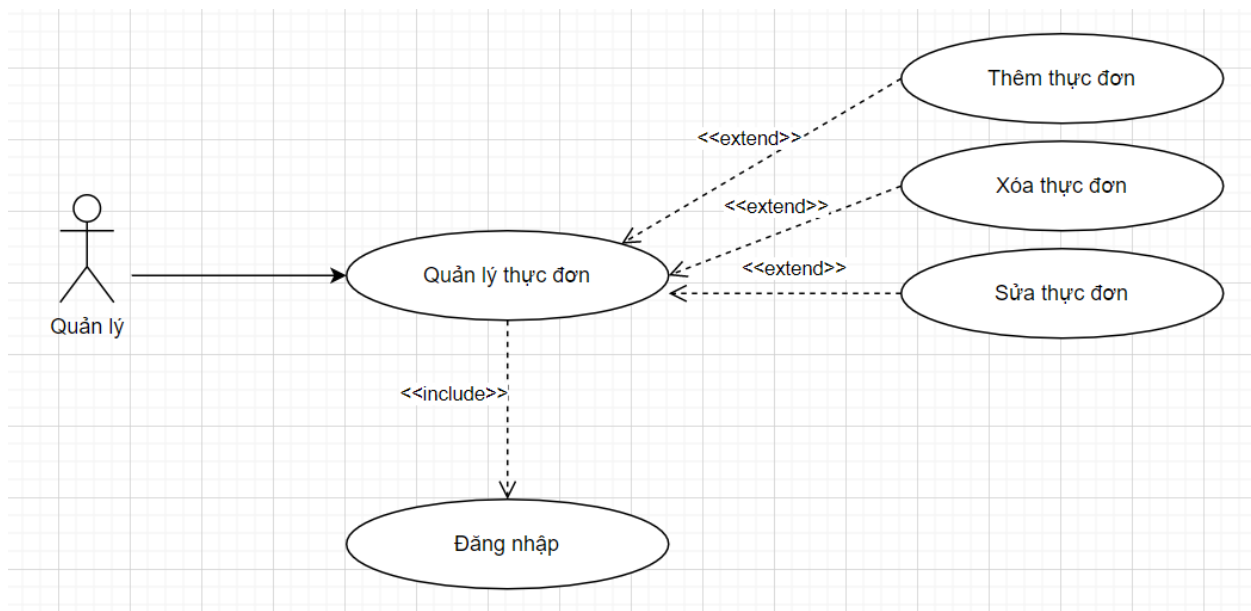 Thêm thực đơn
<<extend>>
Xóa thực đơn
<<extend>>
<<extend>>
Quản lý thực đơn
Sửa thực đơn
Quản lý
<<include>>
Đăng nhập